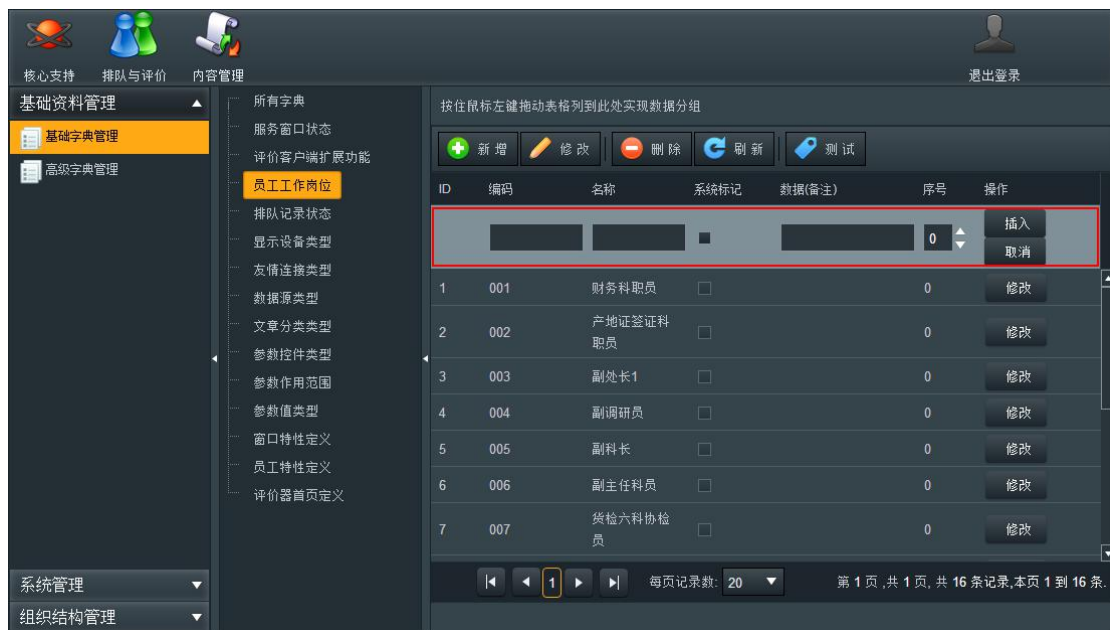 核心支持 排队与评价 内容管理 退出登录
基础资料管理
基础字典管理
高级字典管理
系统管理
组织结构管理
所有字典
服务窗口状态
评价客户端扩展功能
员工工作岗位
排队记录状态
显示设备类型
友情连接类型
数据源类型
文章分类类型
参数控件类型
参数作用范围
参数值类型
窗口特性定义
员工特性定义
评价器首页定义
按住鼠标左键拖动表格列到此处实现数据分组
新增 修改 删除 刷新 测试
ID 编码 名称 系统标记 数据(备注) 序号 操作
0 插入
取消
1 001 财务科职员 0 修改
2 002 产地证签证科
职员 0 修改
3 003 副处长1 0 修改
4 004 副调研员 0 修改
5 005 副科长 0 修改
6 006 副主任科员 0 修改
7 007 货检六科协检
员 0 修改
1 每页记录数: 20 第 1 页 ,共 1 页, 共 16 条记录,本页 1 到 16 条.